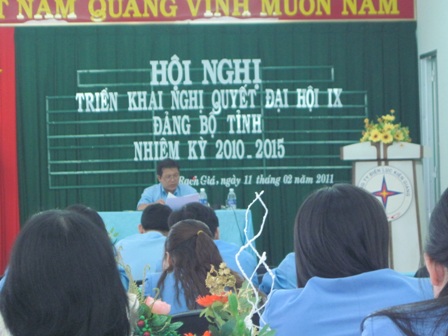 T NAM QUANG VINH MUÔN NĂM
HỘI NGHỊ
TRIỂN KHAI NGHỊ QUYẾT ĐẠI HỘI IX
ĐẢNG BỘ TỈNH
NHIỆM KỲ 2010-2015
Rạch Giá, ngày 11 tháng 02 năm 2011